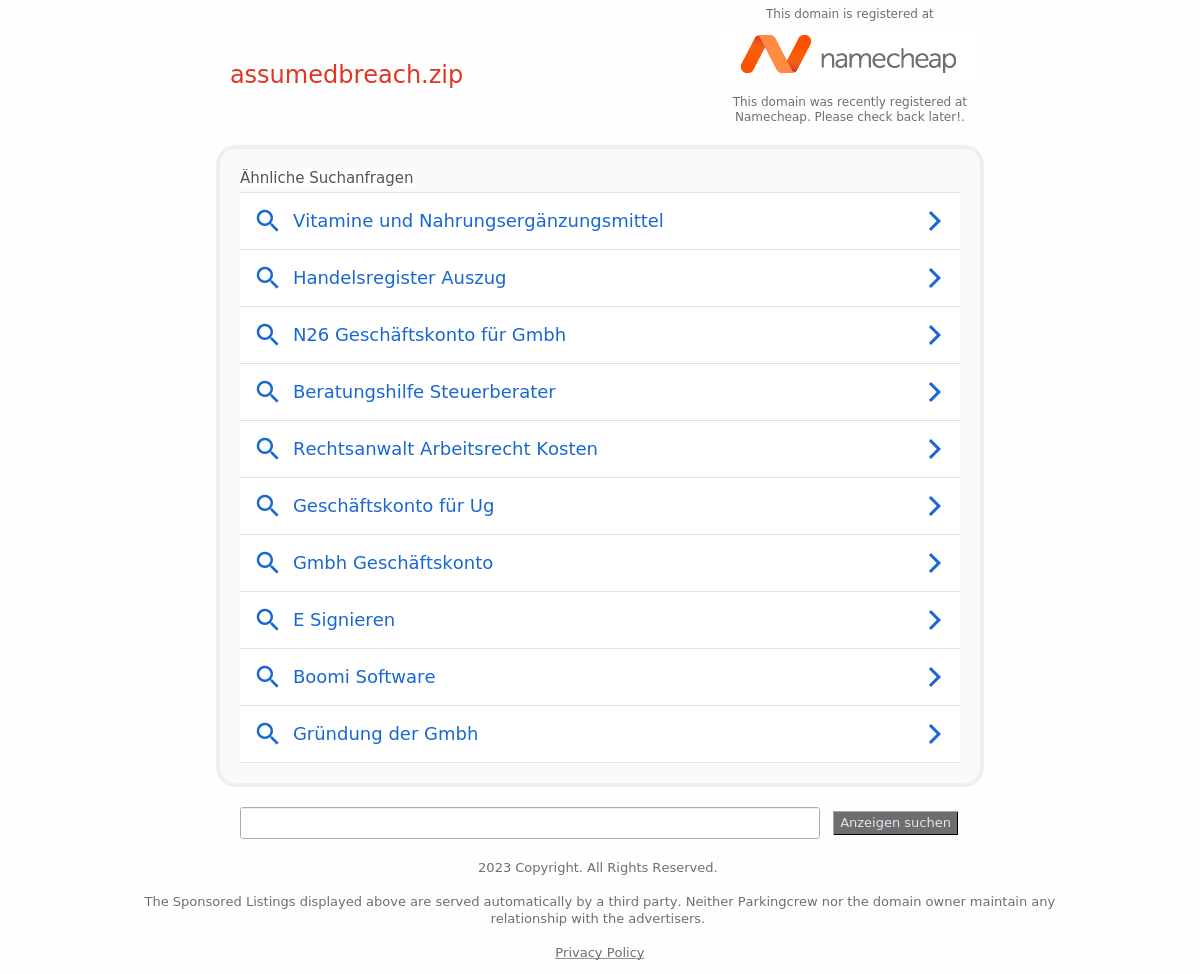 This domain is registered at
namecheap
assumedbreach.zip
This domain was recently registered at
Namecheap. Please check back later!.
Ähnliche Suchanfragen
Vitamine und Nahrungsergänzungsmittel
Handelsregister Auszug
N26 Geschäftskonto für Gmbh
Beratungshilfe Steuerberater
Rechtsanwalt Arbeitsrecht Kosten
Geschäftskonto für Ug
Gmbh Geschäftskonto
E Signieren
Boomi Software
Gründung der Gmbh
Anzeigen suchen
2023 Copyright. All Rights Reserved.
The Sponsored Listings displayed above are served automatically by a third party. Neither Parkingcrew nor the domain owner maintain any
relationship with the advertisers.
Privacy Policy